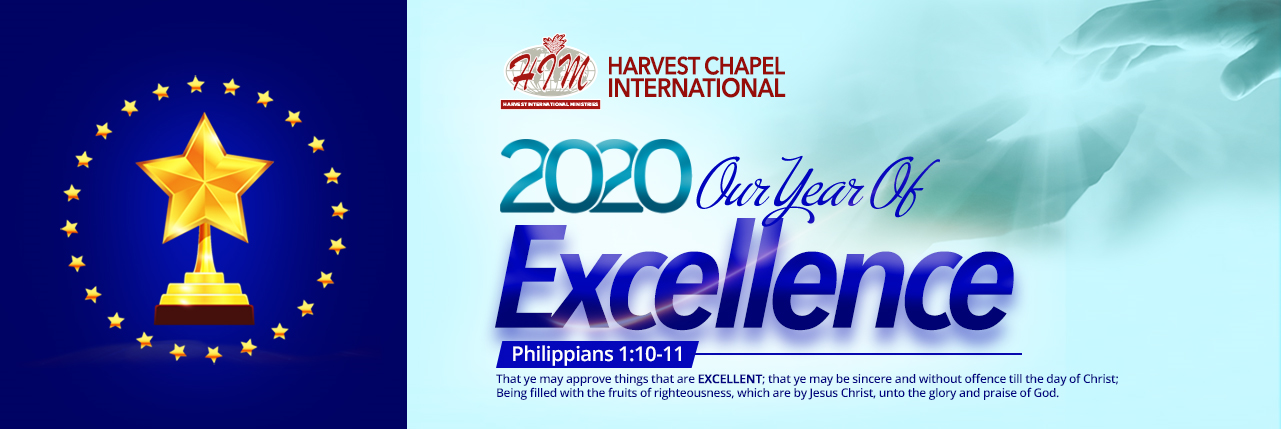 HIM
HARVEST INTERNATIONAL MINISTRIES
HARVEST CHAPEL
INTERNATIONAL
2020 Our Year Of
Excellence
Philippians 1:10-11
That ye may approve things that are EXCELLENT; that ye may be sincere and without offence till the day of Christ;
Being filled with the fruits of righteousness, which are by Jesus Christ, unto the glory and praise of God.